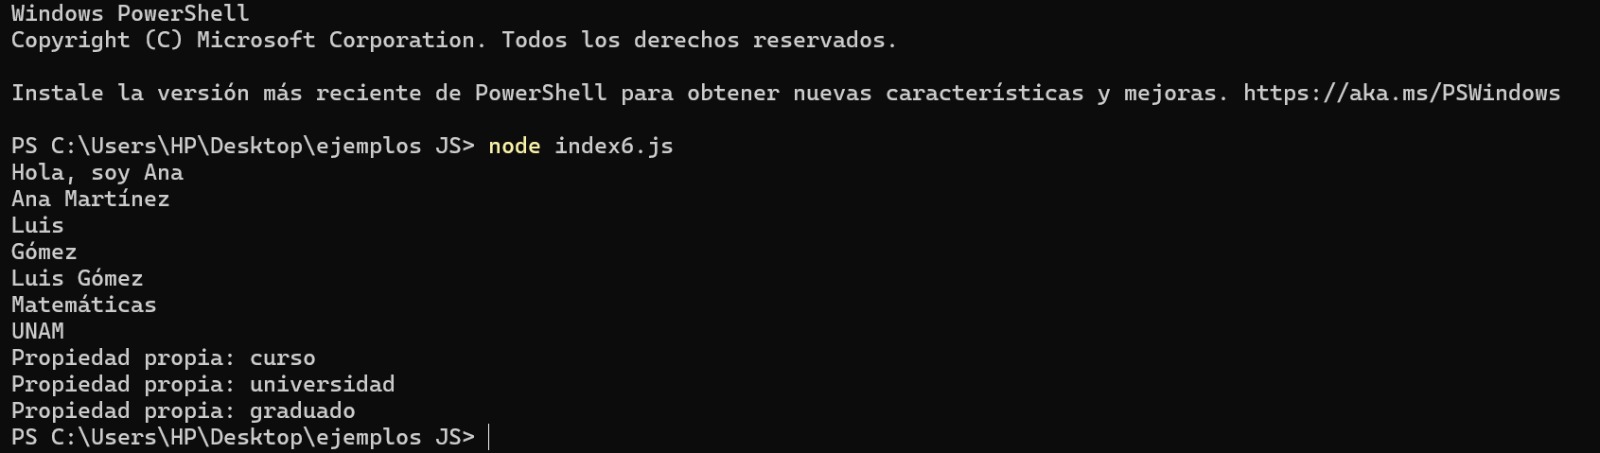 Windows PowerShell
Copyright (C) Microsoft Corporation. Todos los derechos reservados.
Instale la versión más reciente de PowerShell para obtener nuevas características y mejoras. https://aka.ms/PSWindows
PS C:\Users\HP\Desktop\ejemplos JS> node index6.js
Hola, soy Ana
Ana Martínez
Luis
Gómez
Luis Gómez
Matemáticas
UNAM
Propiedad propia: curso
Propiedad propia: universidad
Propiedad propia: graduado
PS C:\Users\HP\Desktop\ejemplos JS>